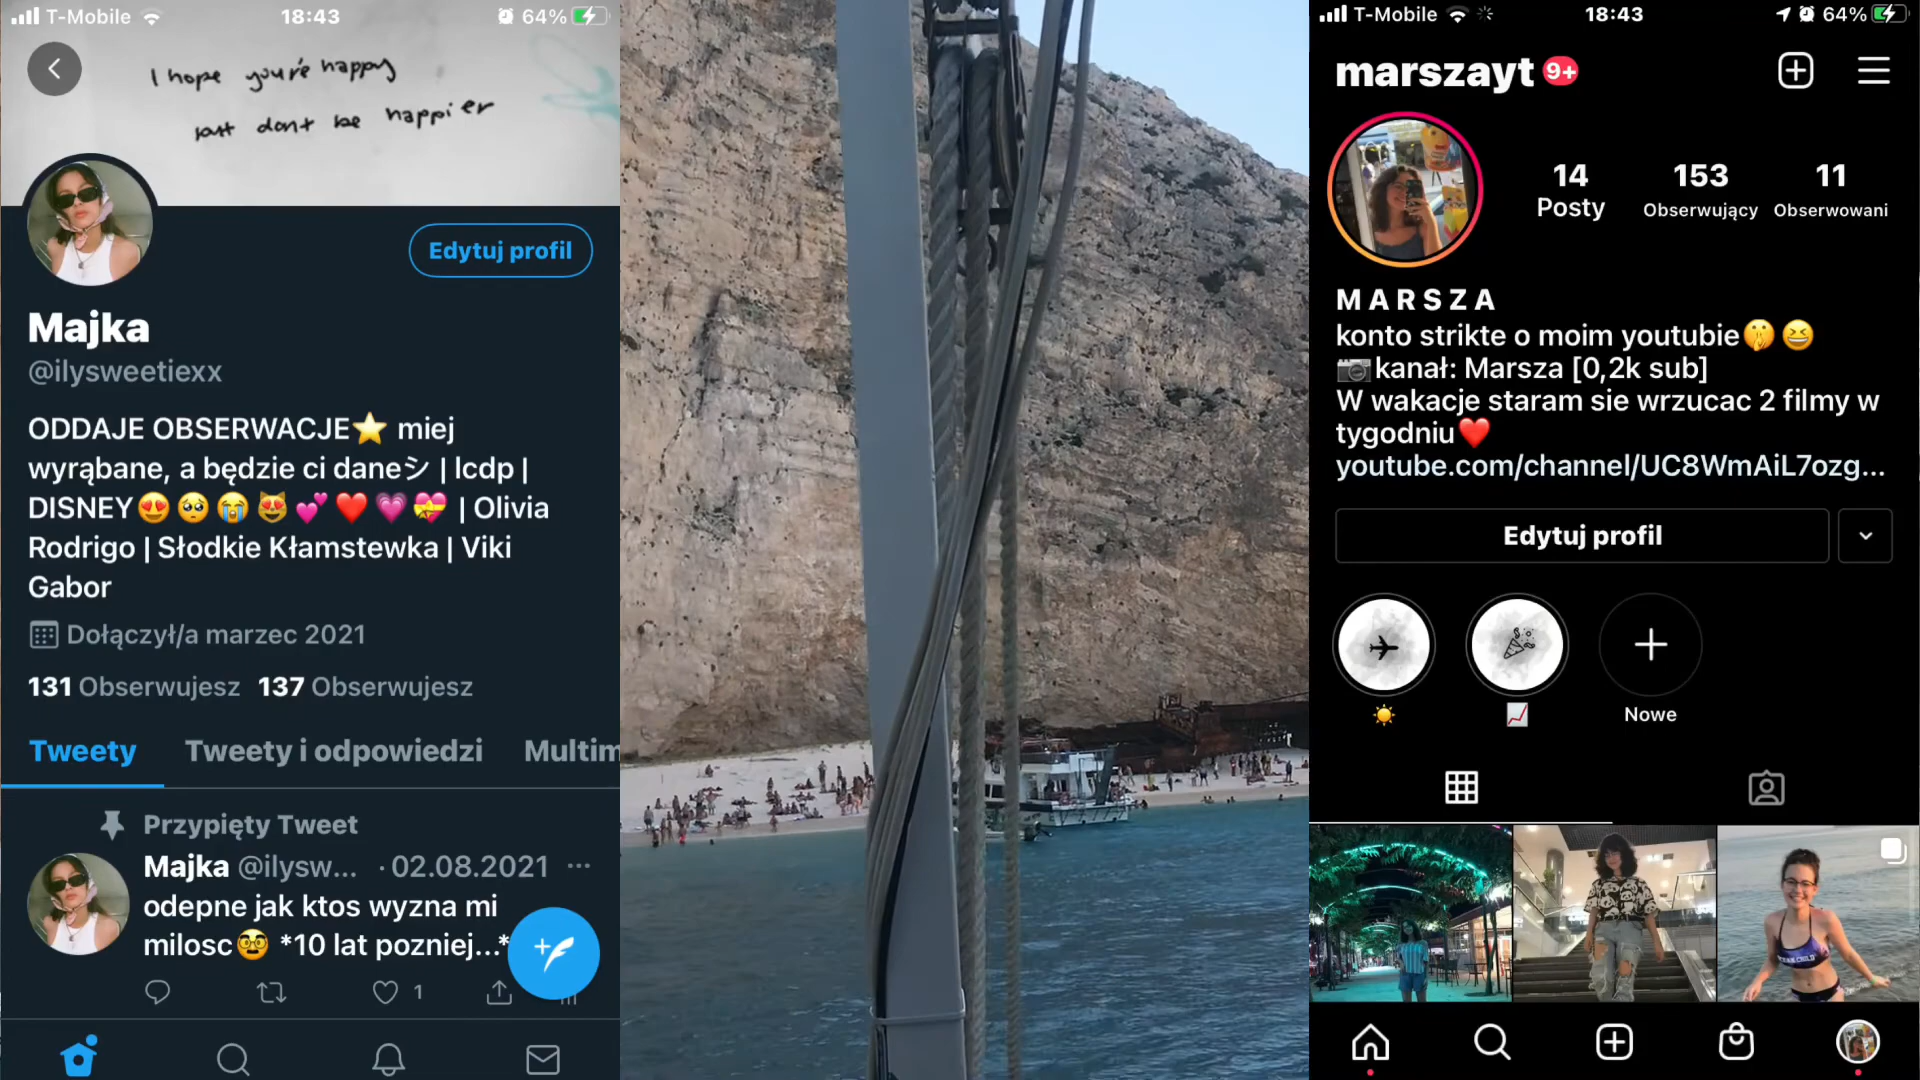 T-Mobile 18:43 64%
I hope you're happy
just don't be happier
Edytuj profil
Majka
@ilysweetiexx
ODDAJE OBSERWACJE⭐ miej
wyrąbane, a będzie ci daneシ | lcdp |
DISNEY😍🥺😭😻💕❤️💗💝 | Olivia
Rodrigo | Słodkie Kłamstewka | Viki
Gabor
Dołączył/a marzec 2021
131 Obserwujesz 137 Obserwujesz
Tweety Tweety i odpowiedzi Multim
Przypięty Tweet
Majka @ilysw... · 02.08.2021
odepne jak ktos wyzna mi
milosc🥸 *10 lat pozniej...*
1
T-Mobile 18:43 64%
marszayt 9+
14 153 11
Posty Obserwujący Obserwowani
M A R S Z A
konto strikte o moim youtubie🤫😆
📷kanał: Marsza [0,2k sub]
W wakacje staram sie wrzucac 2 filmy w
tygodniu❤️
youtube.com/channel/UC8WmAiL7ozg...
Edytuj profil
☀️ 📈 Nowe